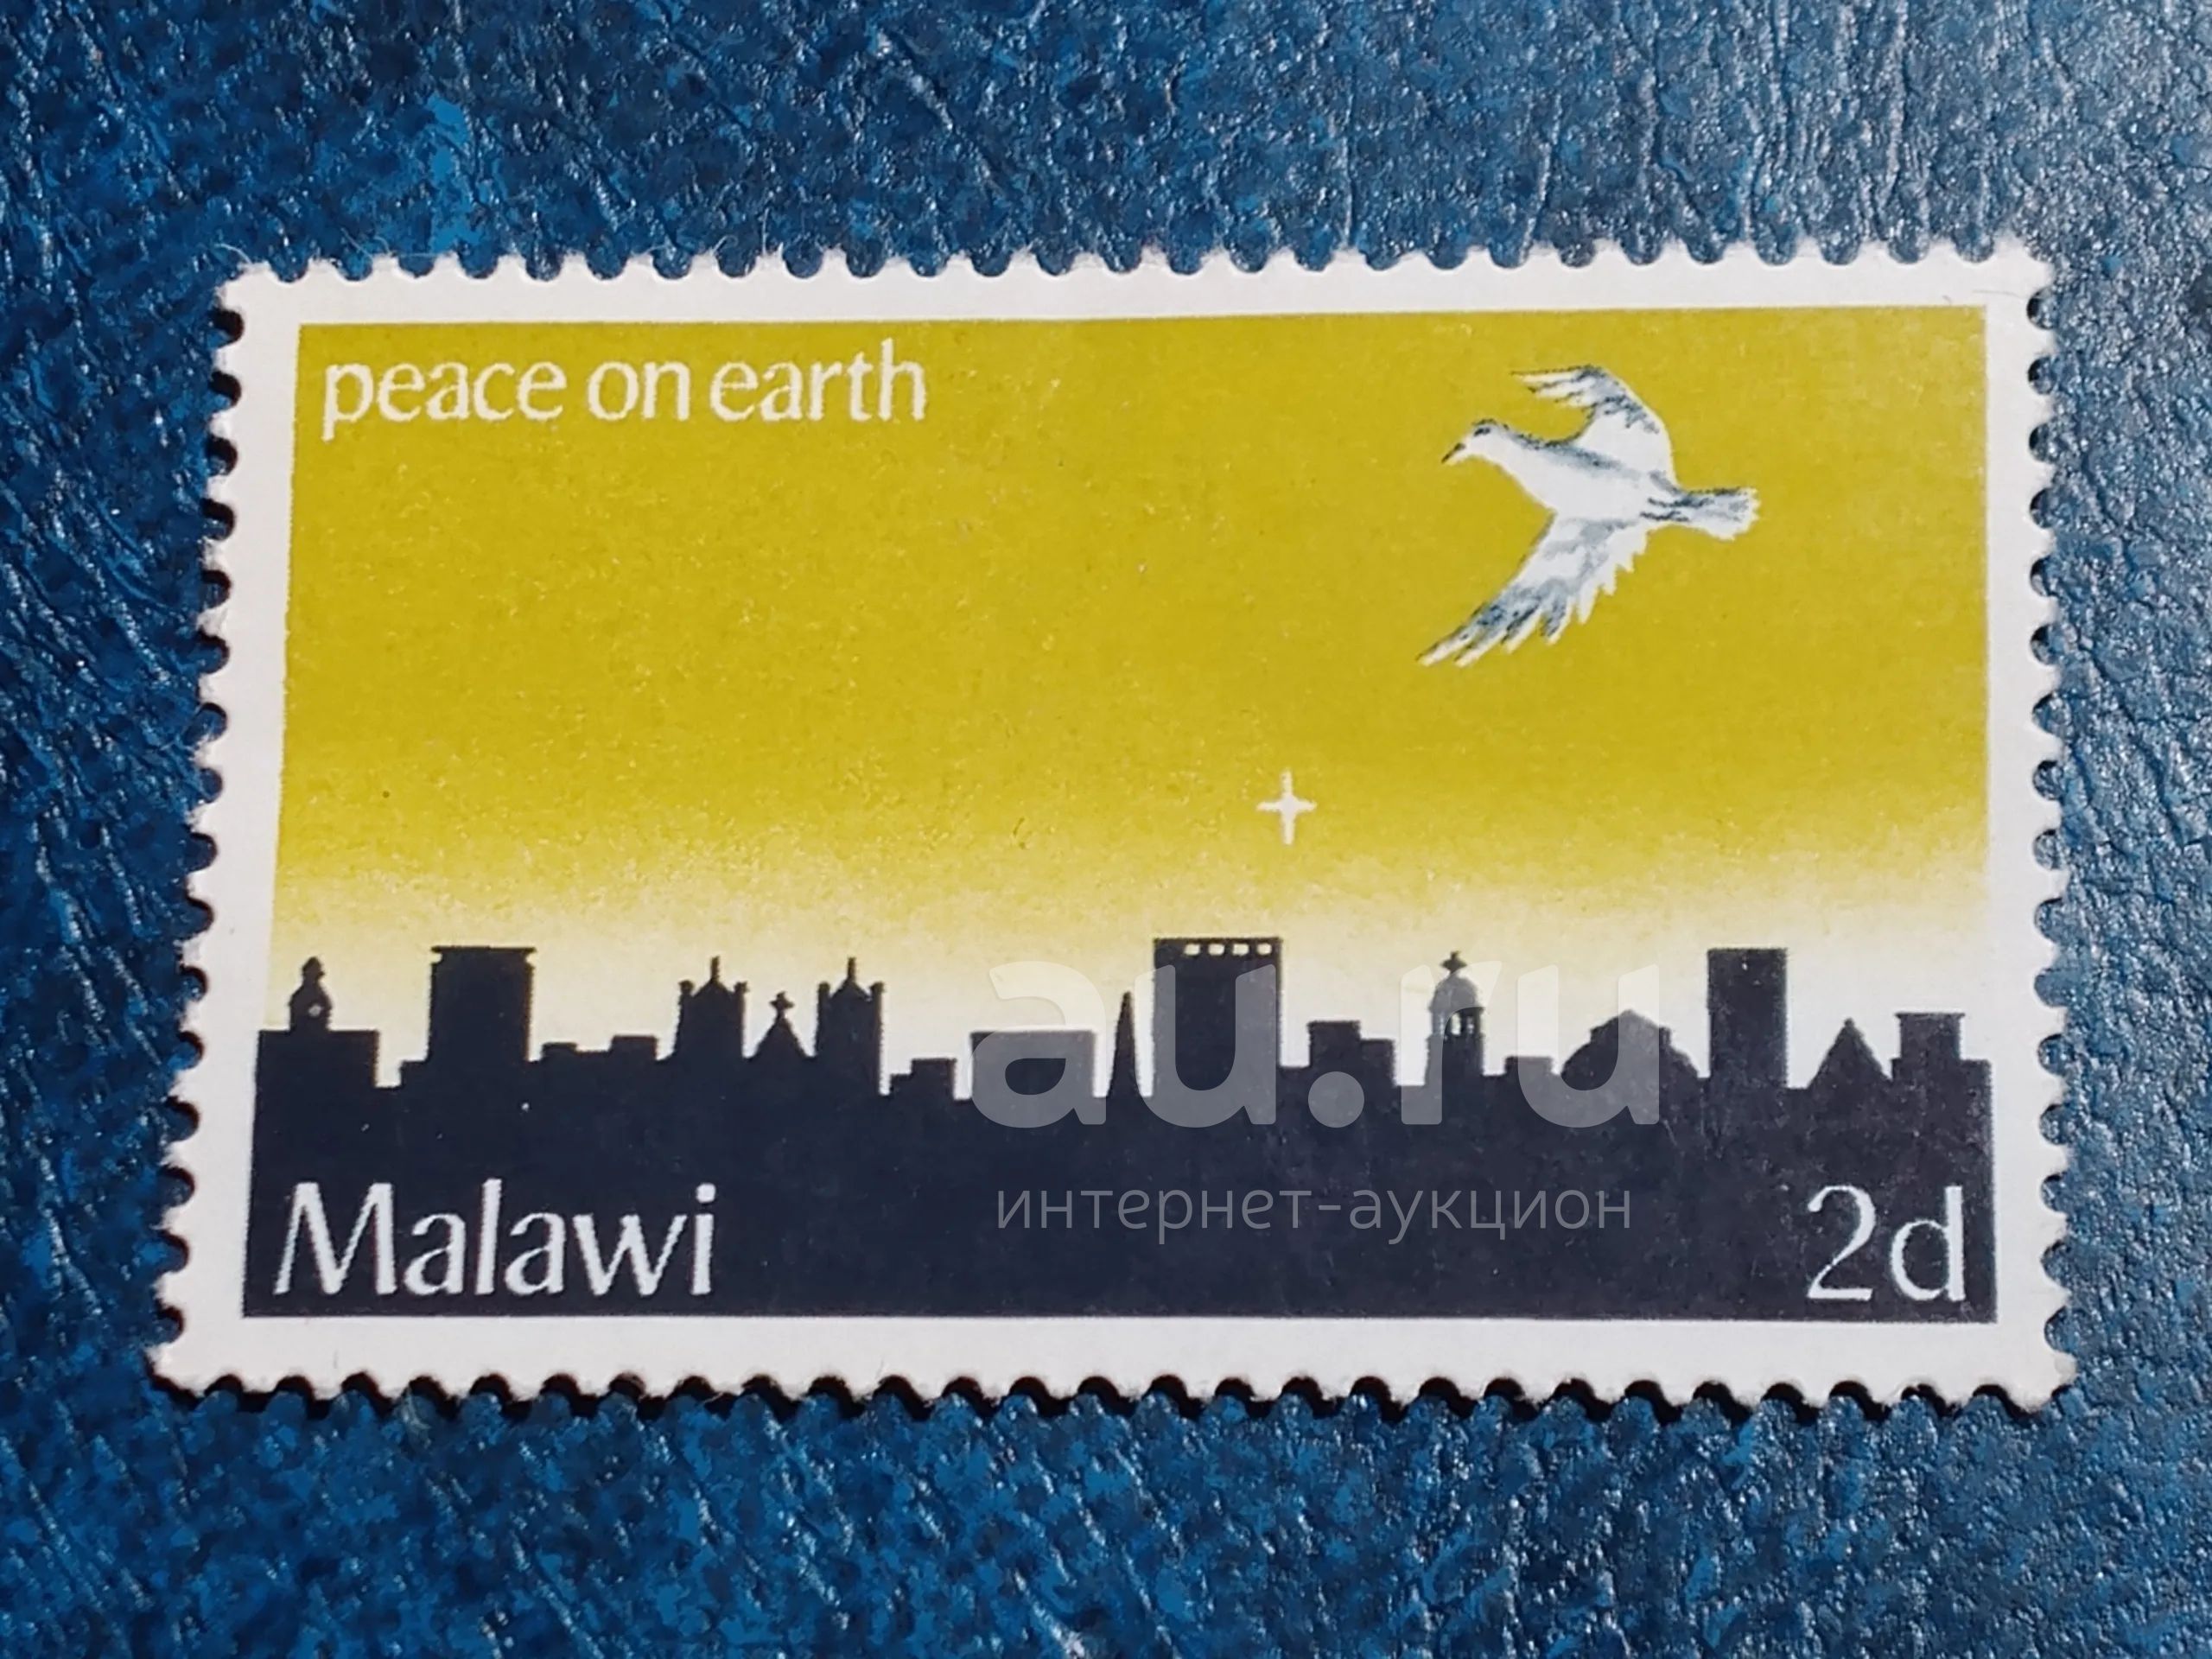 peace on earth
au.ru
интернет-аукцион
Malawi 2d